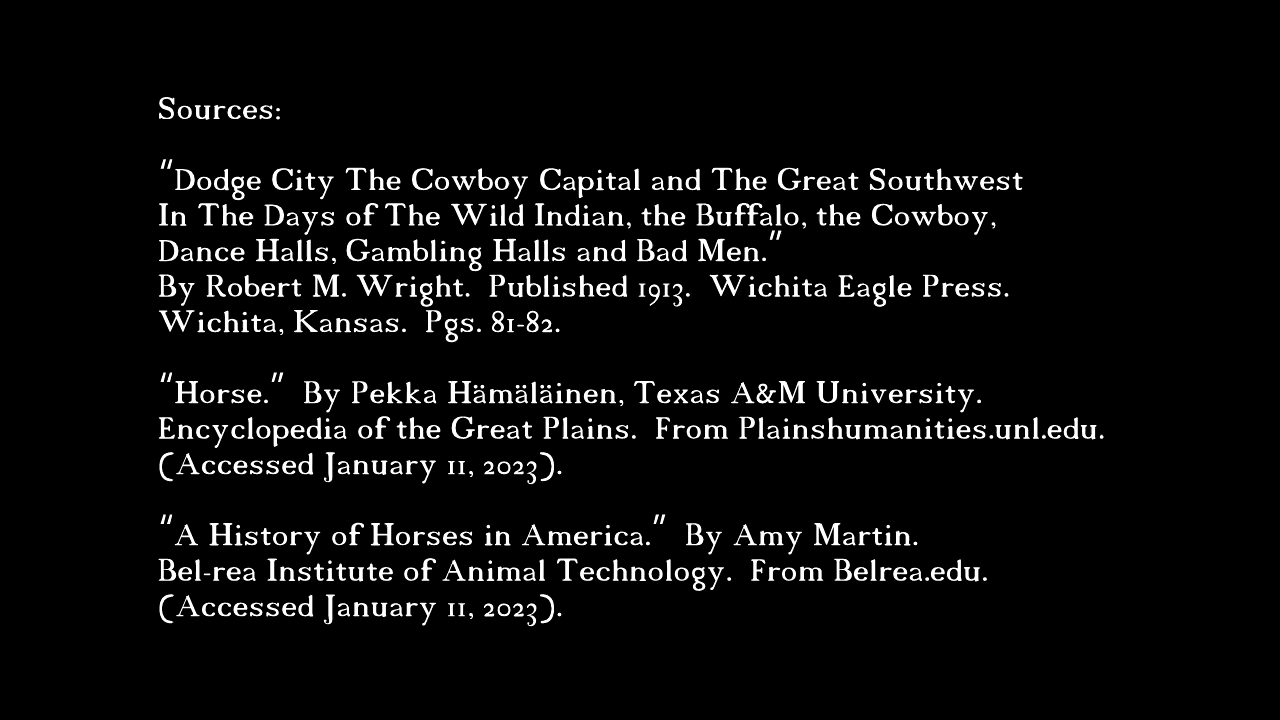 Sources:
"Dodge City The Cowboy Capital and The Great Southwest
In The Days of The Wild Indian, the Buffalo, the Cowboy,
Dance Halls, Gambling Halls and Bad Men."
By Robert M. Wright.  Published 1913.  Wichita Eagle Press.
Wichita, Kansas.  Pgs. 81-82.
"Horse."  By Pekka Hämäläinen, Texas A&M University.
Encyclopedia of the Great Plains.  From Plainshumanities.unl.edu.
(Accessed January 11, 2023).
"A History of Horses in America."  By Amy Martin.
Bel-rea Institute of Animal Technology.  From Belrea.edu.
(Accessed January 11, 2023).